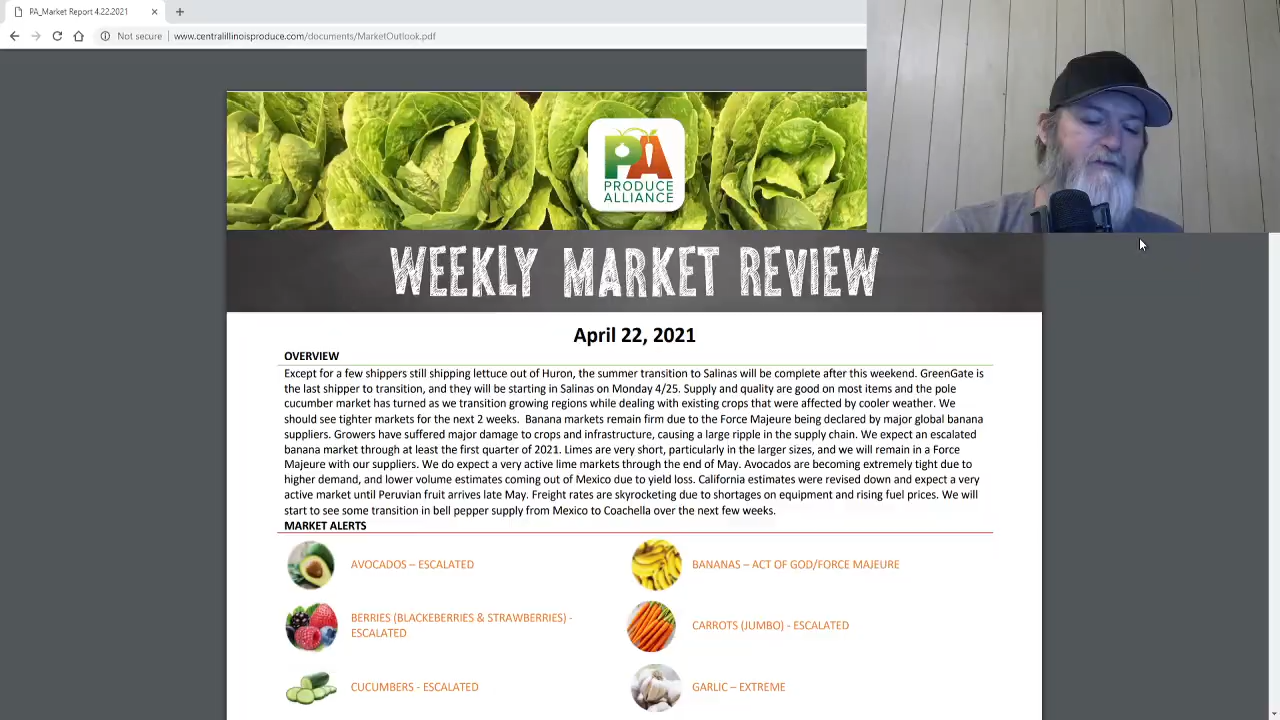 PA_Market Report 4.22.2021
Not secure
www.centralillinoisproduce.com/documents/MarketOutlook.pdf
PA
PRODUCE
ALLIANCE
WEEKLY MARKET REVIEW
April 22, 2021
OVERVIEW
Except for a few shippers still shipping lettuce out of Huron, the summer transition to Salinas will be complete after this weekend. GreenGate is
the last shipper to transition, and they will be starting in Salinas on Monday 4/25. Supply and quality are good on most items and the pole
cucumber market has turned as we transition growing regions while dealing with existing crops that were affected by cooler weather. We
should see tighter markets for the next 2 weeks. Banana markets remain firm due to the Force Majeure being declared by major global banana
suppliers. Growers have suffered major damage to crops and infrastructure, causing a large ripple in the supply chain. We expect an escalated
banana market through at least the first quarter of 2021. Limes are very short, particularly in the larger sizes, and we will remain in a Force
Majeure with our suppliers. We do expect a very active lime markets through the end of May. Avocados are becoming extremely tight due to
higher demand, and lower volume estimates coming out of Mexico due to yield loss. California estimates were revised down and expect a very
active market until Peruvian fruit arrives late May. Freight rates are skyrocketing due to shortages on equipment and rising fuel prices. We will
start to see some transition in bell pepper supply from Mexico to Coachella over the next few weeks.
MARKET ALERTS
AVOCADOS – ESCALATED
BANANAS – ACT OF GOD/FORCE MAJEURE
BERRIES (BLACKEBERRIES & STRAWBERRIES) -
ESCALATED
CARROTS (JUMBO) - ESCALATED
CUCUMBERS - ESCALATED
GARLIC – EXTREME